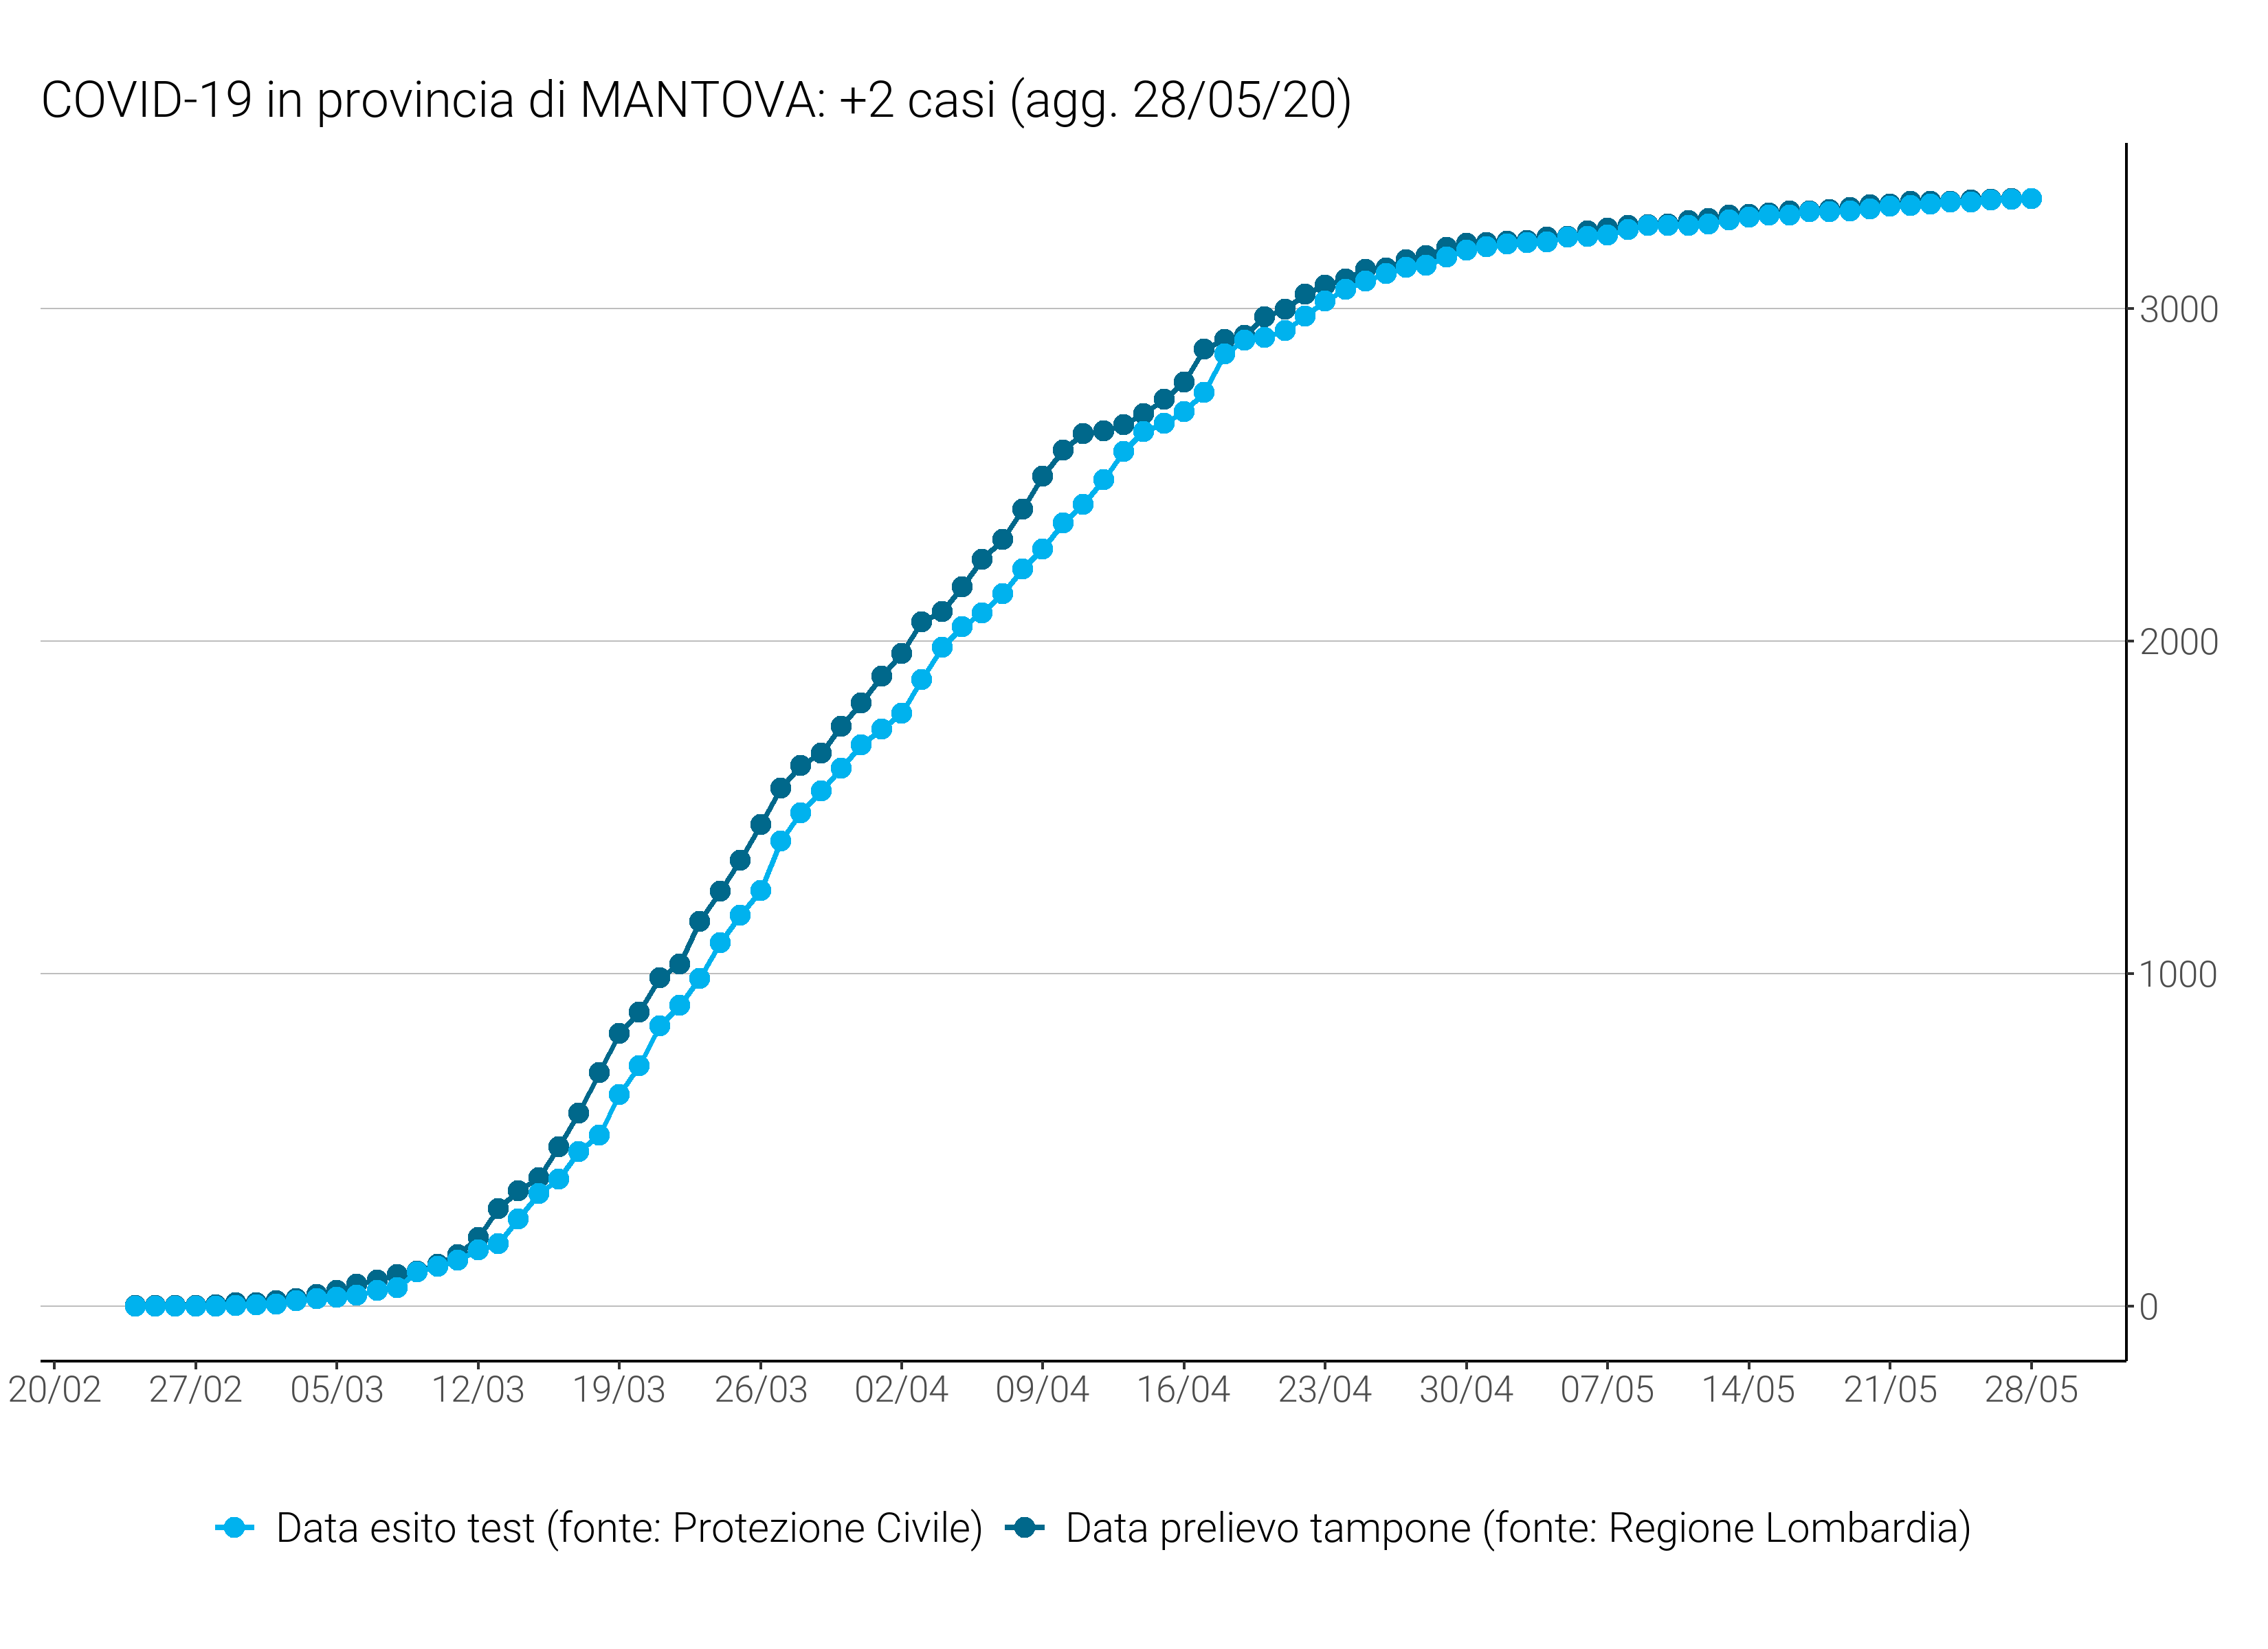 COVID-19 in provincia di MANTOVA: +2 casi (agg. 28/05/20)
3000
2000
1000
0
20/02 27/02 05/03 12/03 19/03 26/03 02/04 09/04 16/04 23/04 30/04 07/05 14/05 21/05 28/05
Data esito test (fonte: Protezione Civile) Data prelievo tampone (fonte: Regione Lombardia)